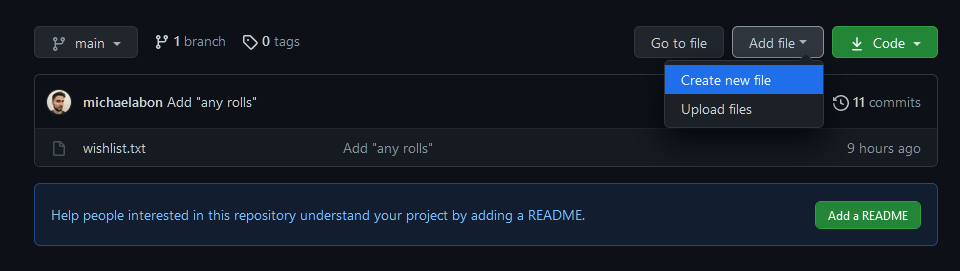 main
1 branch
0 tags
Go to file
Add file
Code
Create new file
Upload files
michaelabon Add "any rolls"
11 commits
wishlist.txt
Add "any rolls"
9 hours ago
Help people interested in this repository understand your project by adding a README.
Add a README